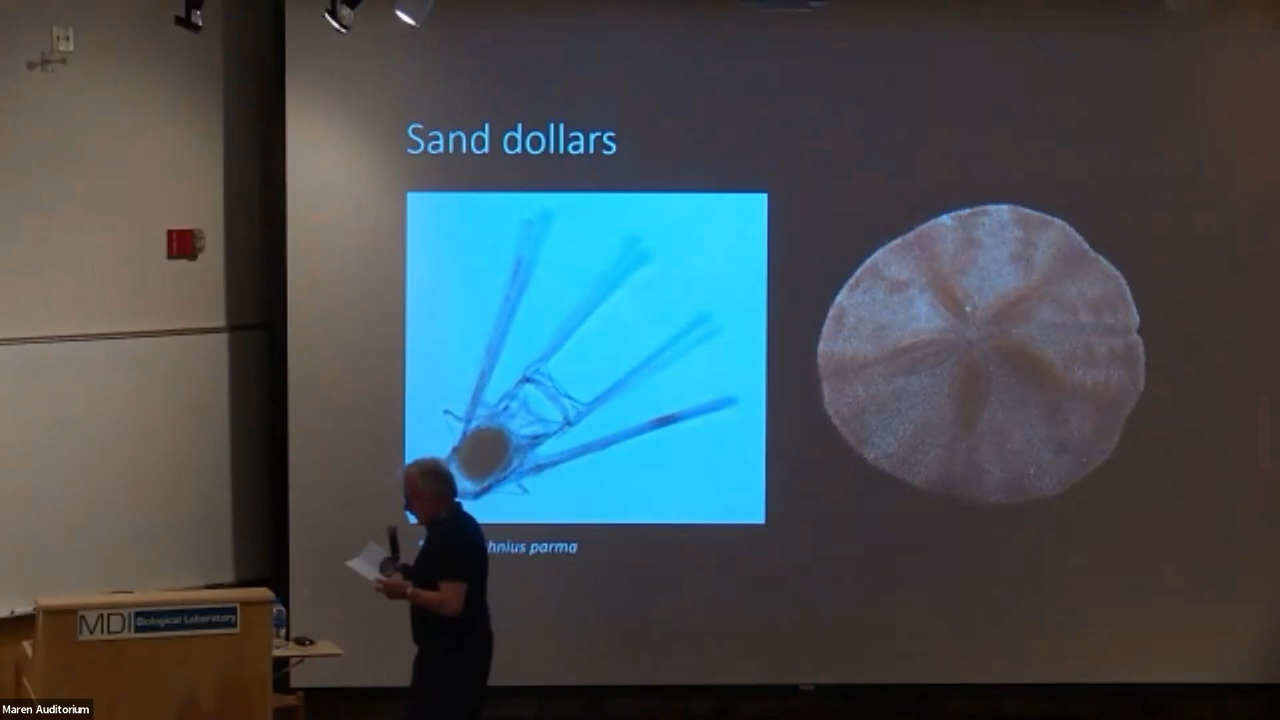 Sand dollars
hnius parma
MDI Biological Laboratory
Maren Auditorium